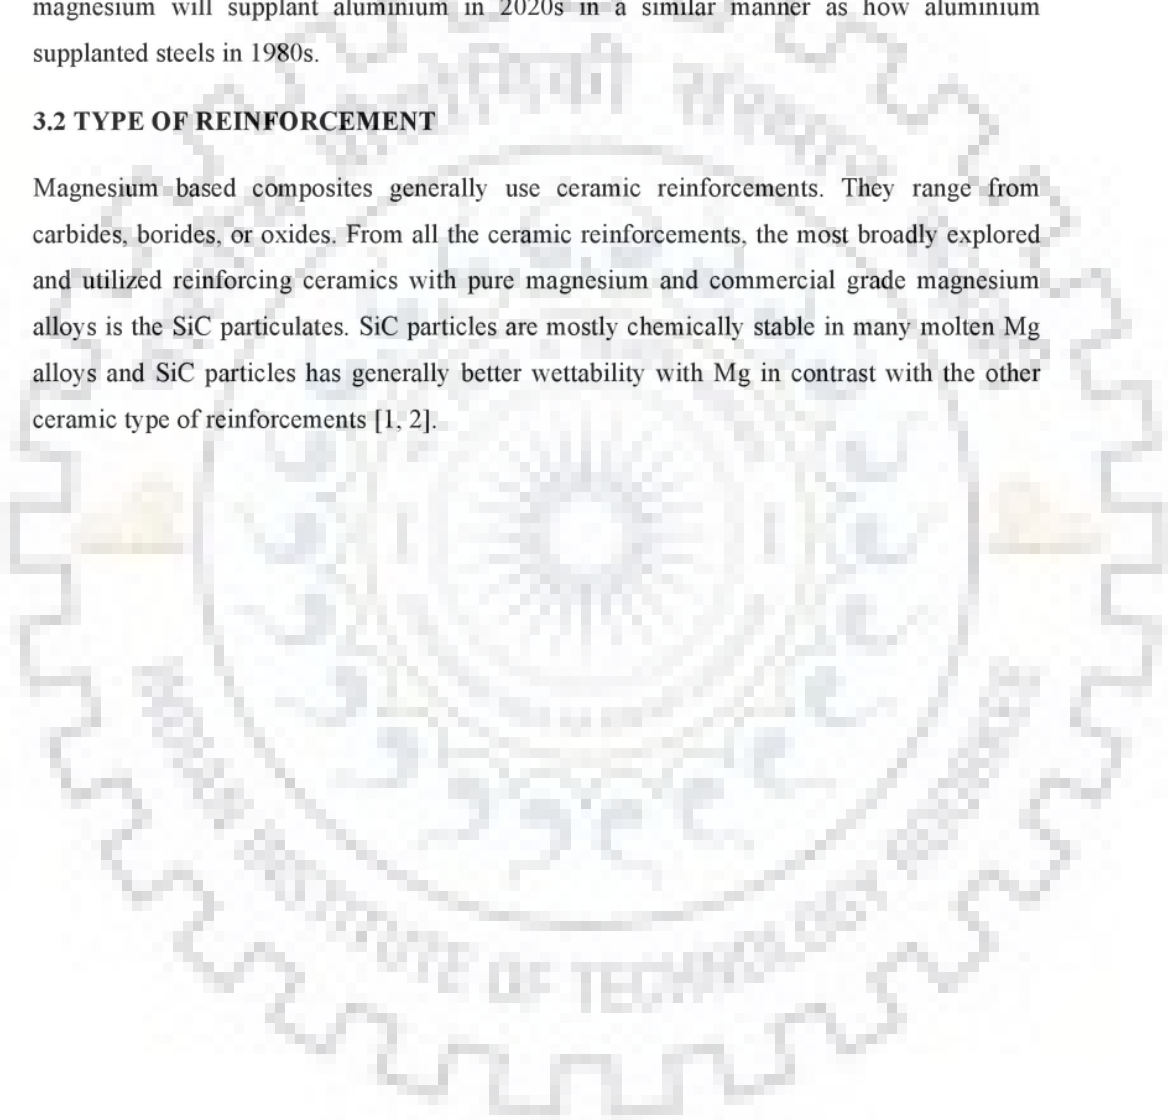 magnesium will supplant aluminium in 2020s in a similar manner as how aluminium
supplanted steels in 1980s.
3.2 TYPE OF REINFORCEMENT
Magnesium based composites generally use ceramic reinforcements. They range from
carbides, borides, or oxides. From all the ceramic reinforcements, the most broadly explored
and utilized reinforcing ceramics with pure magnesium and commercial grade magnesium
alloys is the SiC particulates. SiC particles are mostly chemically stable in many molten Mg
alloys and SiC particles has generally better wettability with Mg in contrast with the other
ceramic type of reinforcements [1, 2].
INSTITUTE OF TECHNOLOGY ROORKEE